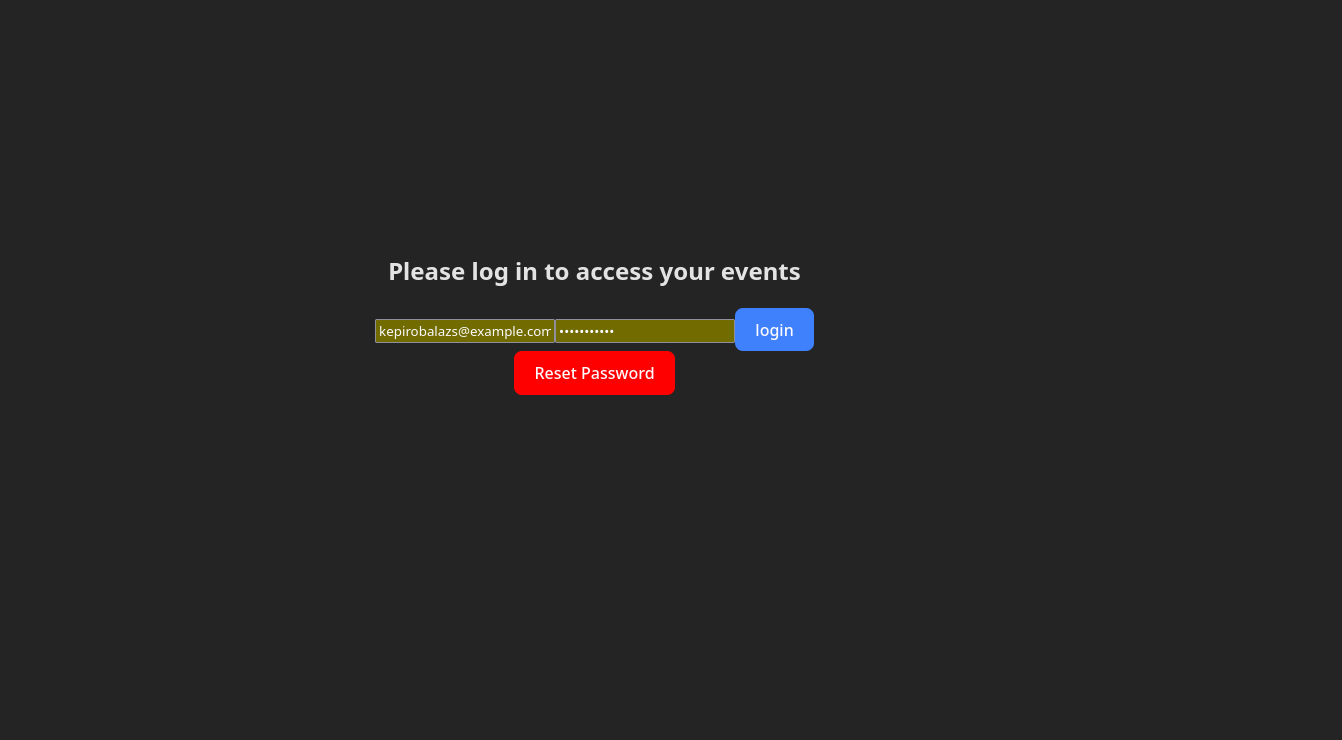 Please log in to access your events
kepirobalazs@example.com ••••••••••• login
Reset Password